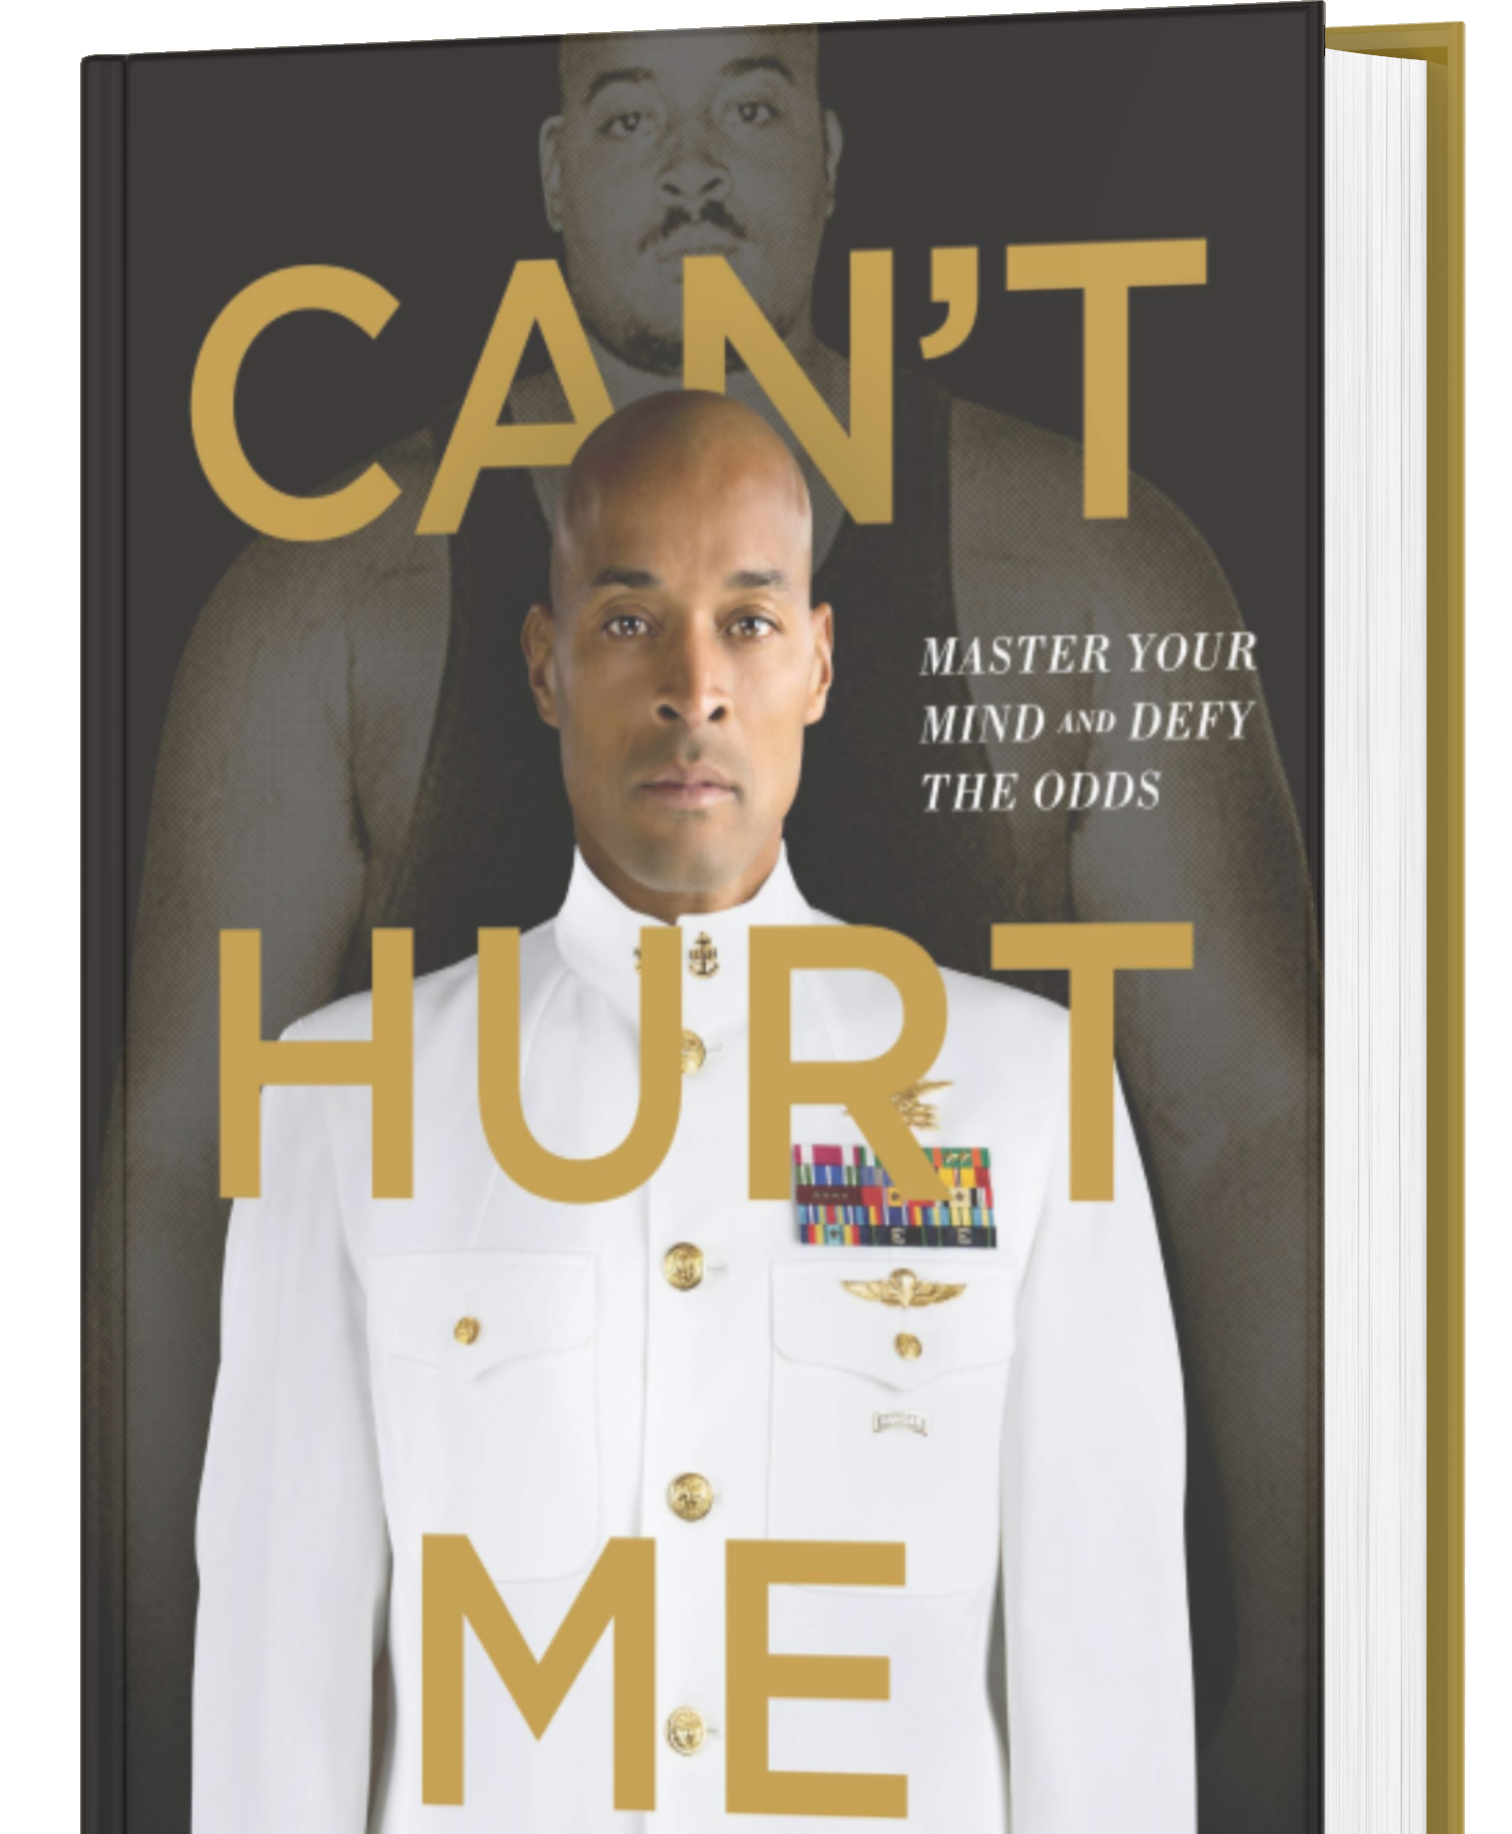 CAN'T
MASTER YOUR
MIND AND DEFY
THE ODDS
HURT
ME